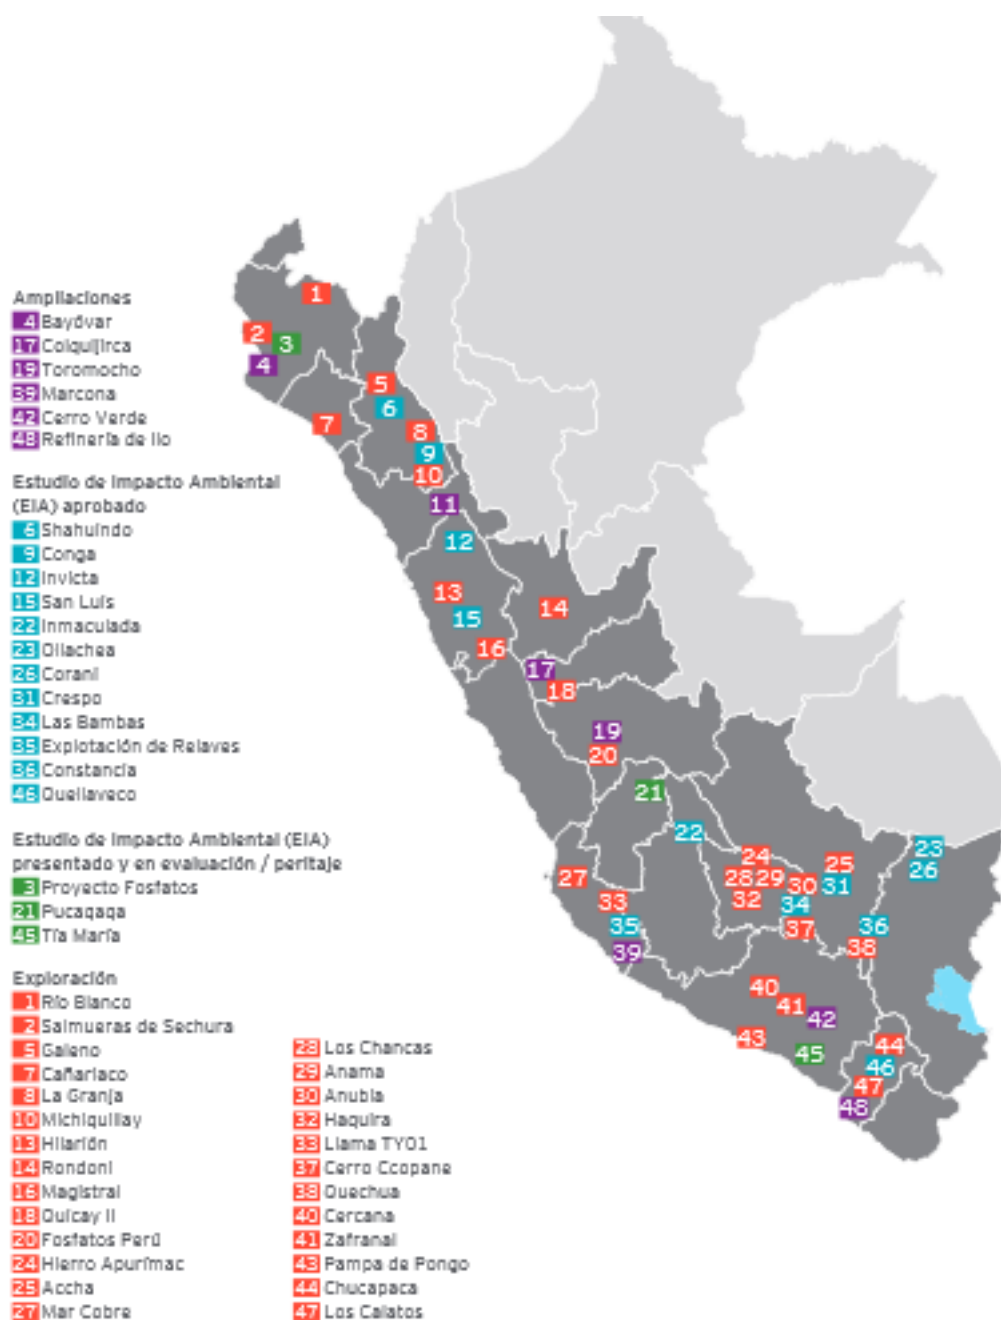 1
2
3
4
5
6
7
8
9
10
11
12
13
14
15
16
17
18
19
20
21
22
23
24
25
26
27
28
29
30
31
32
33
34
35
36
37
38
39
40
41
42
43
44
45
46
47
48
Ampliaciones
4 Bayóvar
17 Colquijirca
19 Toromocho
39 Marcona
42 Cerro Verde
48 Refinería de Ilo
Estudio de Impacto Ambiental
(EIA) aprobado
6 Shahuindo
9 Conga
12 Invicta
15 San Luis
22 Inmaculada
23 Ollachea
26 Corani
31 Crespo
34 Las Bambas
35 Explotación de Relaves
36 Constancia
46 Quellaveco
Estudio de Impacto Ambiental (EIA)
presentado y en evaluación / peritaje
3 Proyecto Fosfatos
21 Pucaqaqa
45 Tía María
Exploración
1 Río Blanco
2 Salmueras de Sechura
5 Galeno
7 Cañariaco
8 La Granja
10 Michiquillay
13 Hilarión
14 Rondoni
16 Magistral
18 Quicay II
20 Fosfatos Perú
24 Hierro Apurímac
25 Accha
27 Mar Cobre
28 Los Chancas
29 Anama
30 Anubia
32 Haquira
33 Llama TY01
37 Cerro Ccopane
38 Quechua
40 Cercana
41 Zafranal
43 Pampa de Pongo
44 Chucapaca
47 Los Calatos